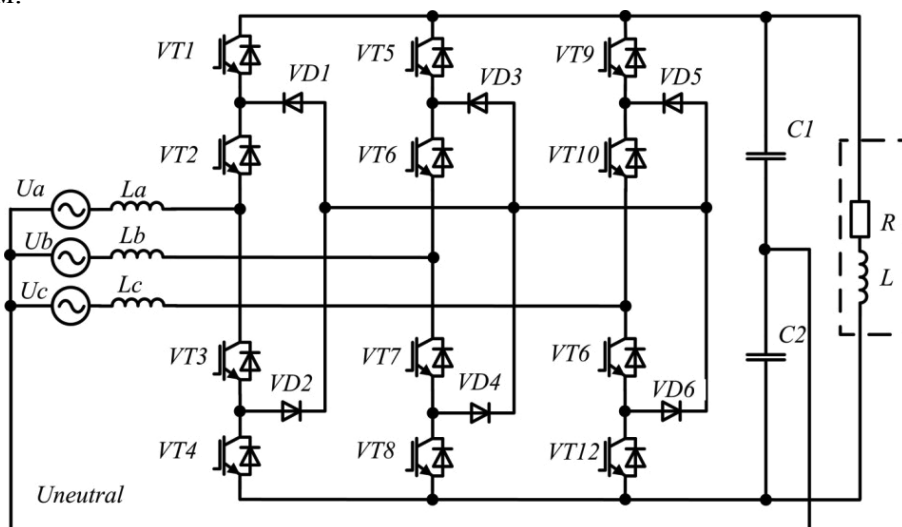 м.
VT1
VD1
VT5
VD3
VT9
VD5
VT2
VT6
VT10
C1
Ua
La
Ub
Lb
Uc
Lc
R
L
VT3
VD2
VT7
VD4
VT6
VD6
C2
VT4
VT8
VT12
Uneutral